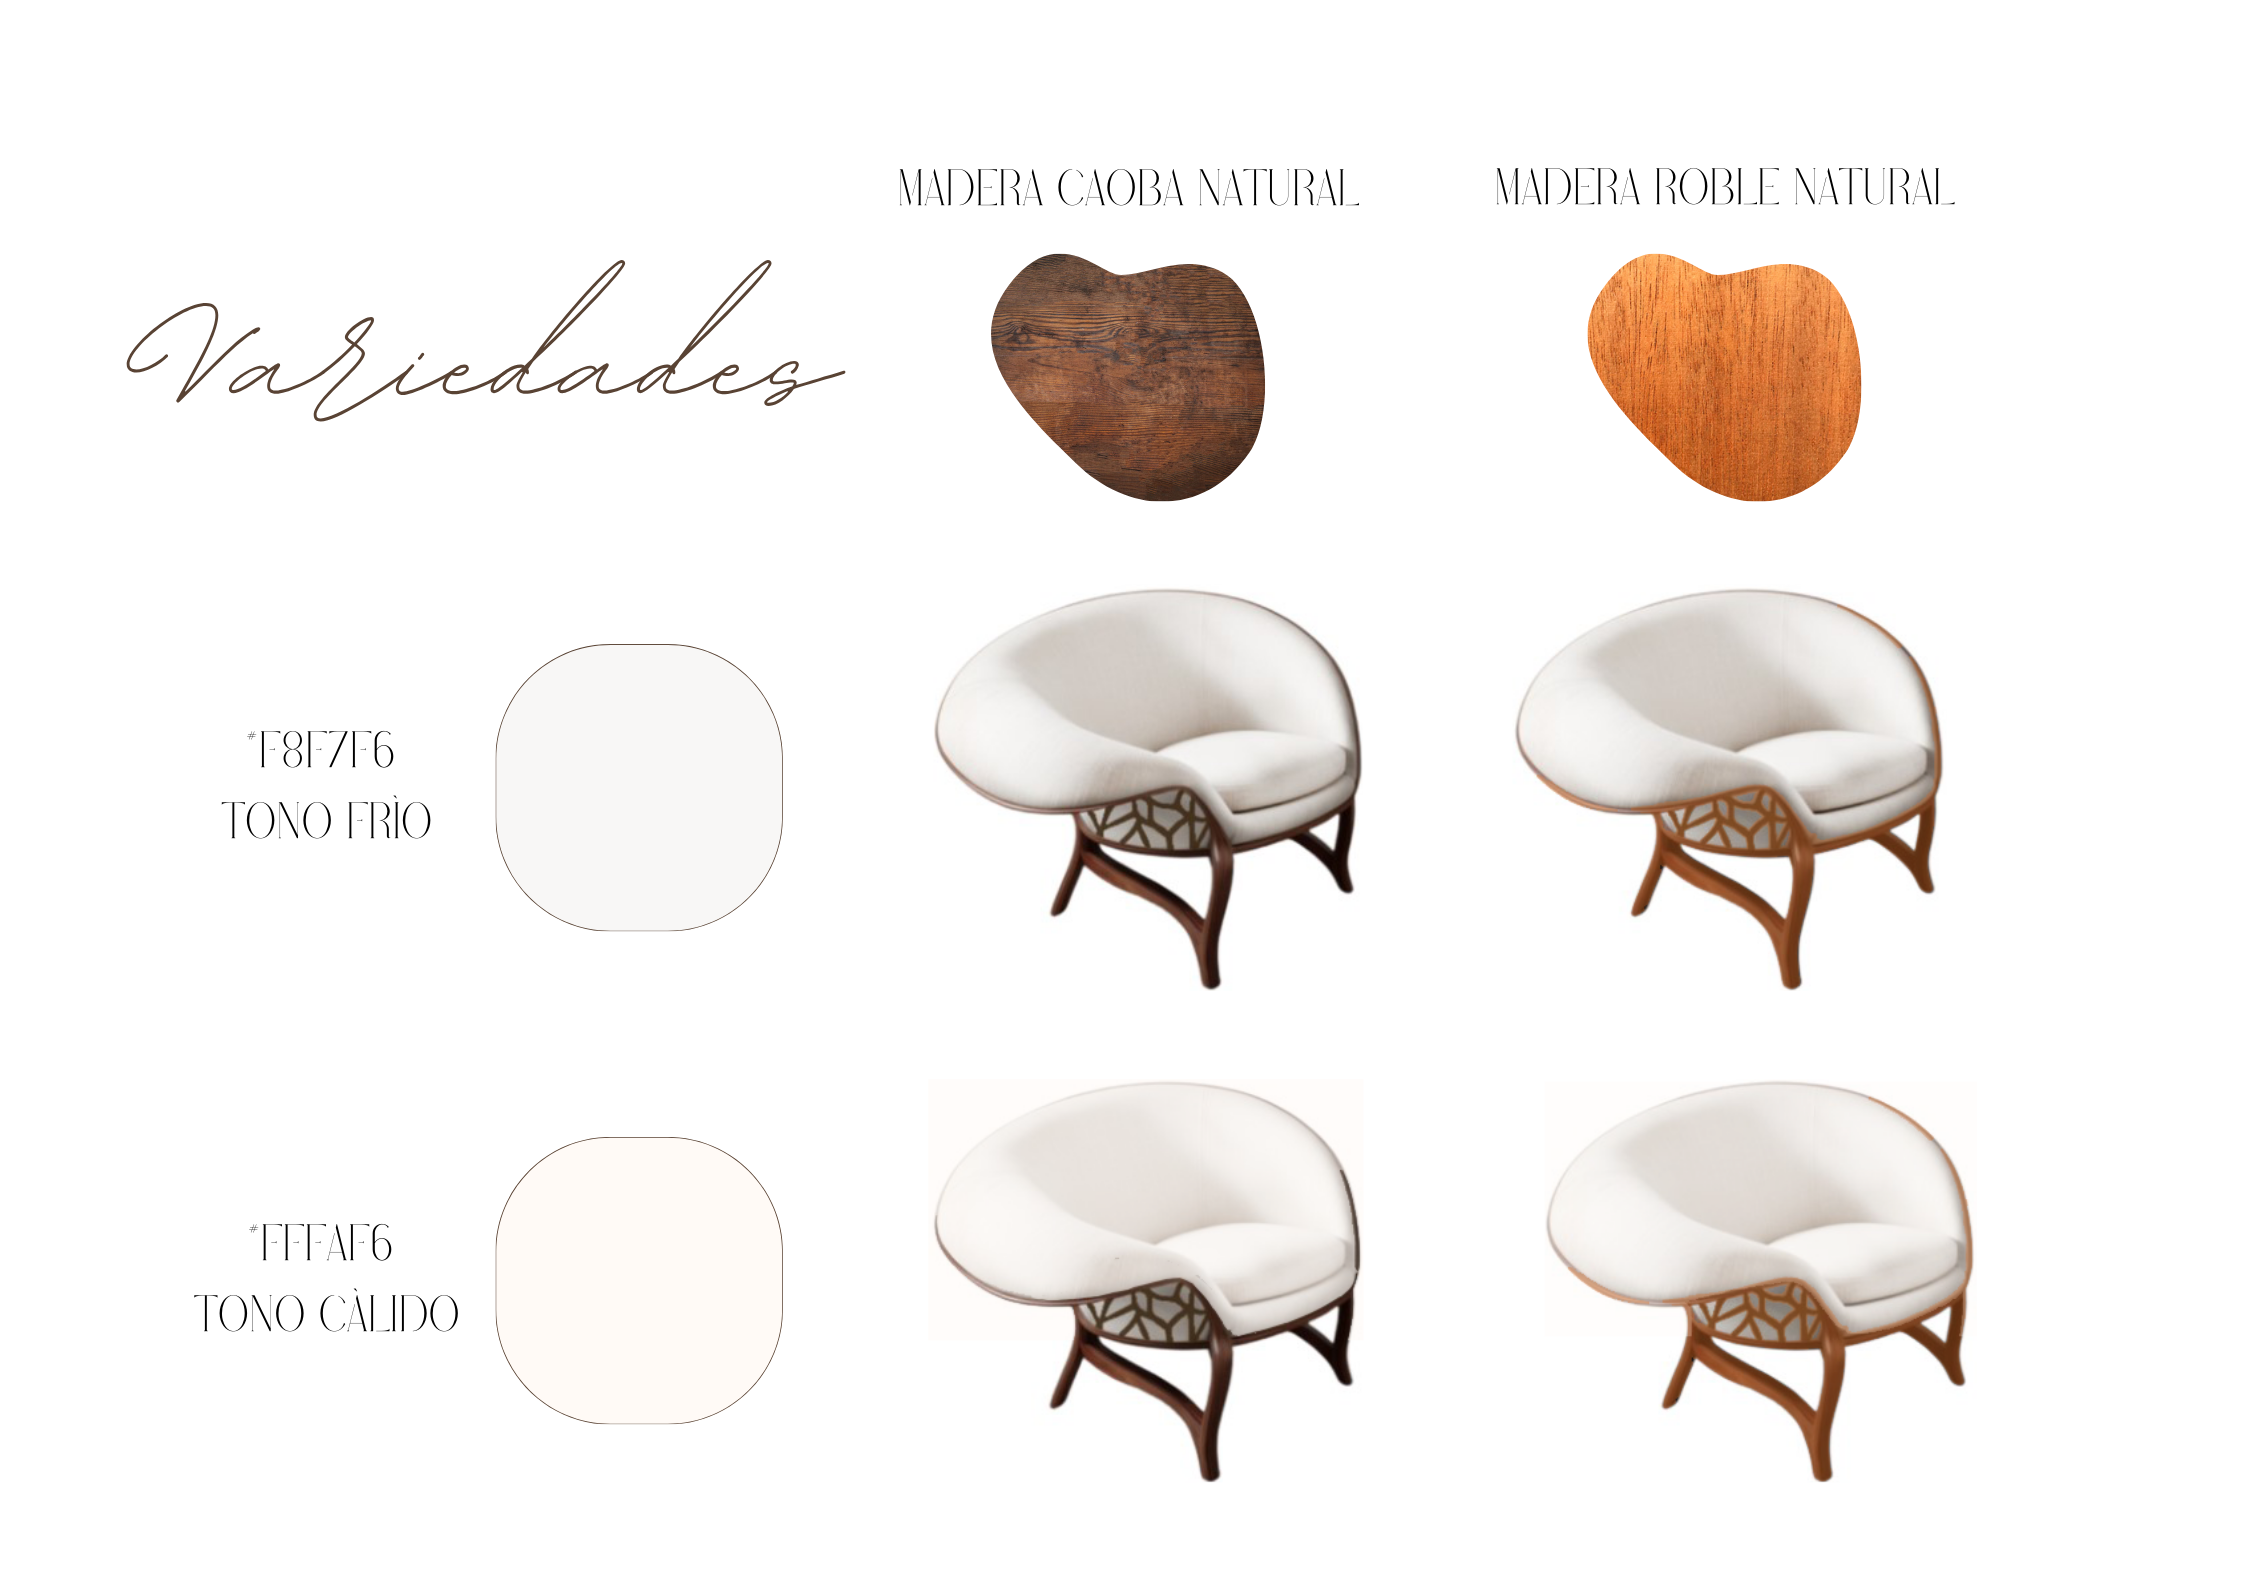 MADERA CAOBA NATURAL
MADERA ROBLE NATURAL
Variedades
#F8F7F6
TONO FRÌO
#FFFAF6
TONO CÀLIDO